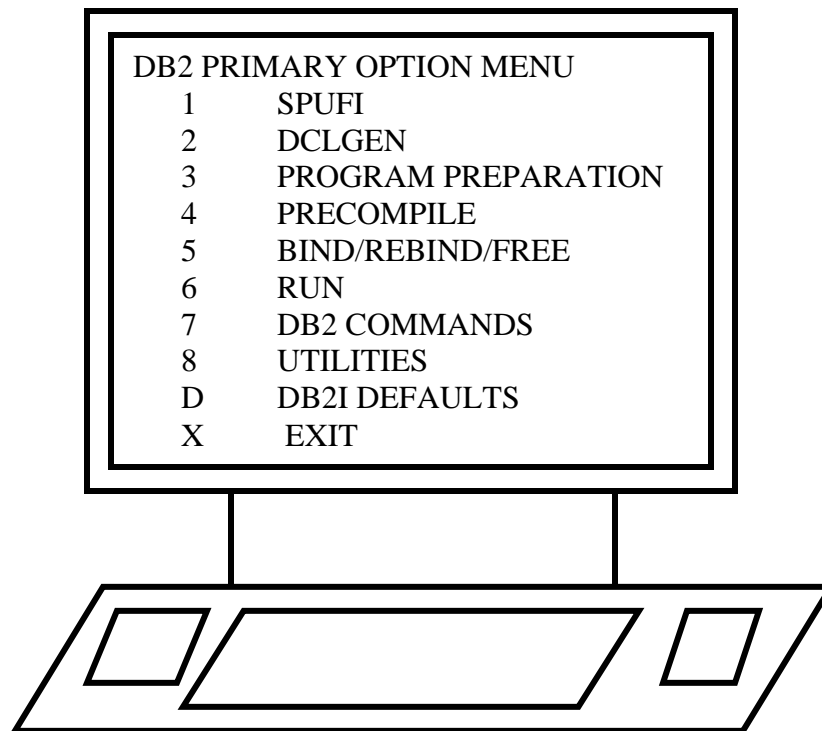 DB2 PRIMARY OPTION MENU
1 SPUFI
2 DCLGEN
3 PROGRAM PREPARATION
4 PRECOMPILE
5 BIND/REBIND/FREE
6 RUN
7 DB2 COMMANDS
8 UTILITIES
D DB2I DEFAULTS
X EXIT